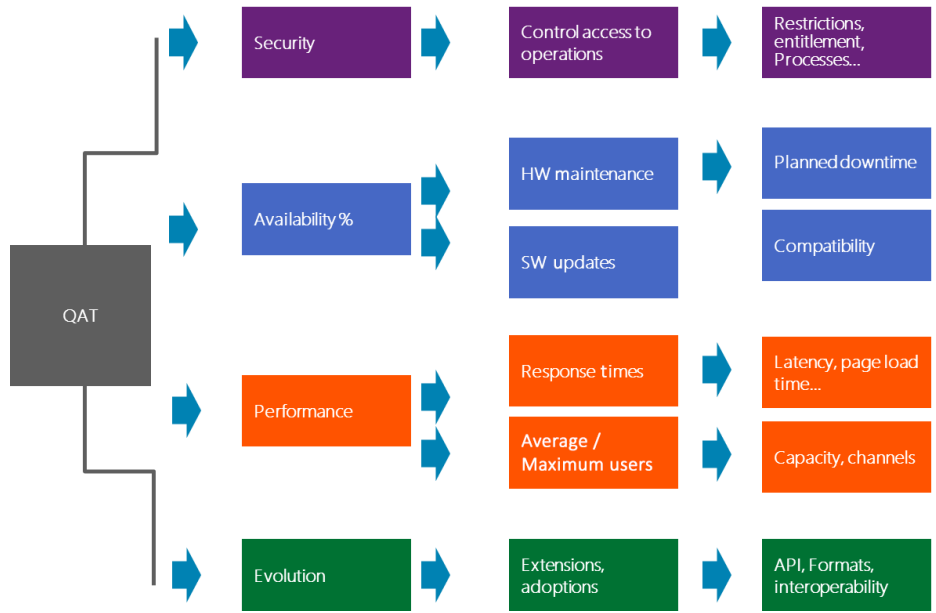 Security
Control access to
operations
Restrictions,
entitlement,
Processes...
Availability %
HW maintenance
Planned downtime
SW updates
Compatibility
QAT
Performance
Response times
Latency, page load
time...
Average /
Maximum users
Capacity, channels
Evolution
Extensions,
adoptions
API, Formats,
interoperability